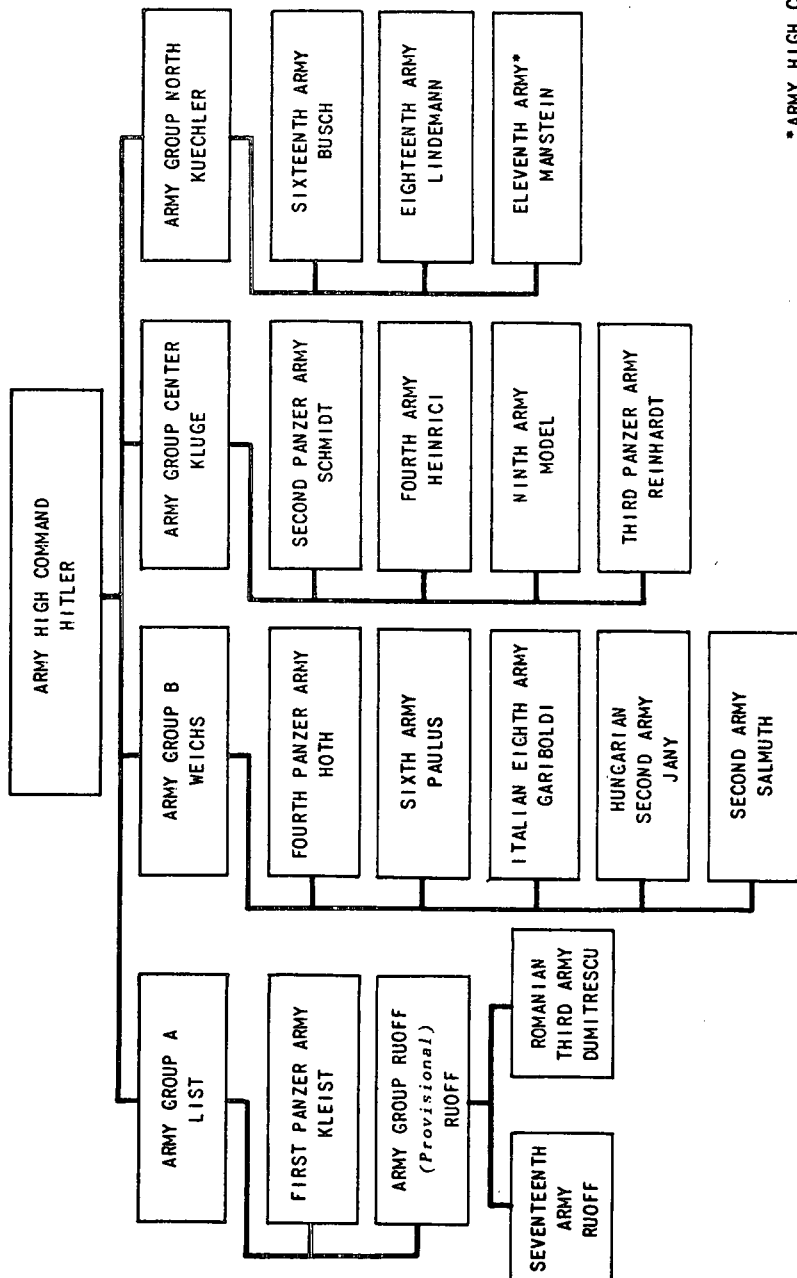 ARMY HIGH COMMAND
HITLER
ARMY GROUP A
LIST
FIRST PANZER ARMY
KLEIST
ARMY GROUP RUOFF
(Provisional)
RUOFF
SEVENTEENTH
ARMY
RUOFF
ROMANIAN
THIRD ARMY
DUMITRESCU
ARMY GROUP B
WEICHS
FOURTH PANZER ARMY
HOTH
SIXTH ARMY
PAULUS
ITALIAN EIGHTH ARMY
GARIBOLDI
HUNGARIAN
SECOND ARMY
JANY
SECOND ARMY
SALMUTH
ARMY GROUP CENTER
KLUGE
SECOND PANZER ARMY
SCHMIDT
FOURTH ARMY
HEINRICI
NINTH ARMY
MODEL
THIRD PANZER ARMY
REINHARDT
ARMY GROUP NORTH
KUECHLER
SIXTEENTH ARMY
BUSCH
EIGHTEENTH ARMY
LINDEMANN
ELEVENTH ARMY*
MANSTEIN
*ARMY HIGH